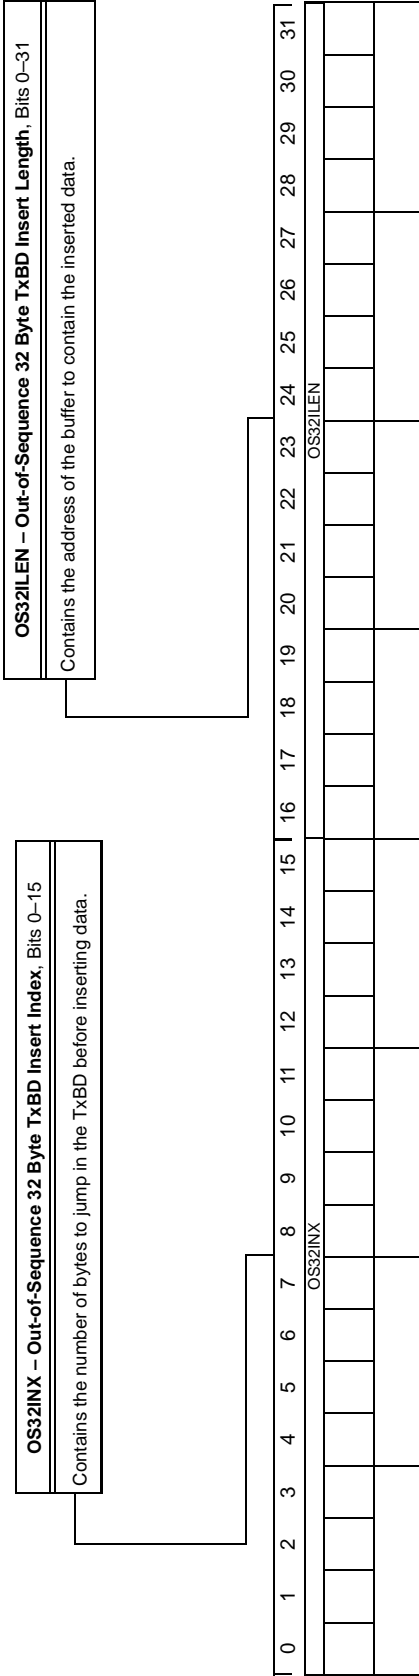 OS32INX – Out-of-Sequence 32 Byte TxBD Insert Index, Bits 0–15
Contains the number of bytes to jump in the TxBD before inserting data.
OS32ILEN – Out-of-Sequence 32 Byte TxBD Insert Length, Bits 0–31
Contains the address of the buffer to contain the inserted data.
0 1 2 3 4 5 6 7 8 9 10 11 12 13 14 15 16 17 18 19 20 21 22 23 24 25 26 27 28 29 30 31
OS32INX OS32ILEN